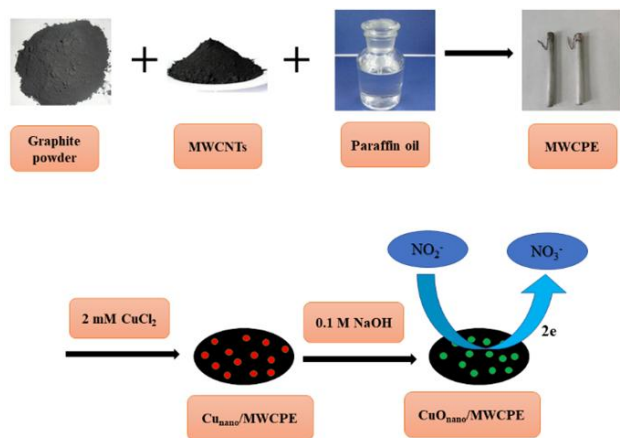 Graphite
powder
MWCNTs
Paraffin oil
MWCPE
NO₂⁻
NO₃⁻
2 mM CuCl₂
0.1 M NaOH
2e
Cuₙₐₙₒ/MWCPE
CuOₙₐₙₒ/MWCPE